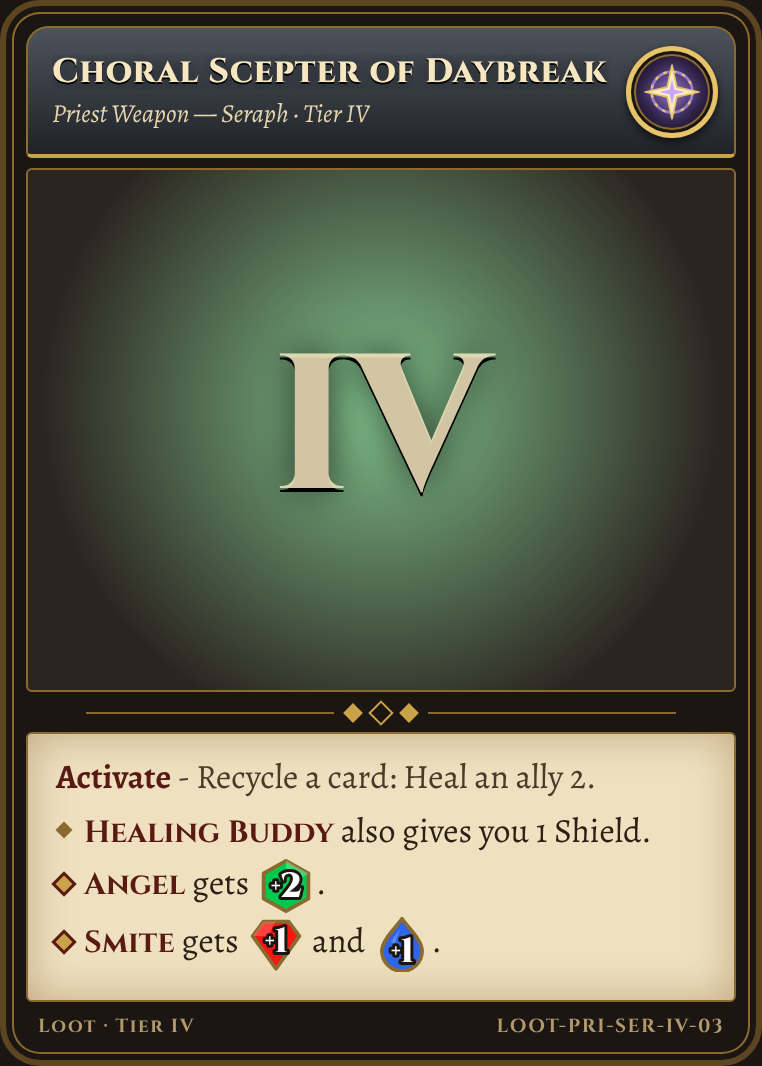 Choral Scepter of Daybreak
Priest Weapon — Seraph · Tier IV
IV
Activate - Recycle a card: Heal an ally 2.
Healing Buddy also gives you 1 Shield.
Angel gets +2 .
Smite gets +1 and +1 .
Loot · Tier IV
LOOT-PRI-SER-IV-03